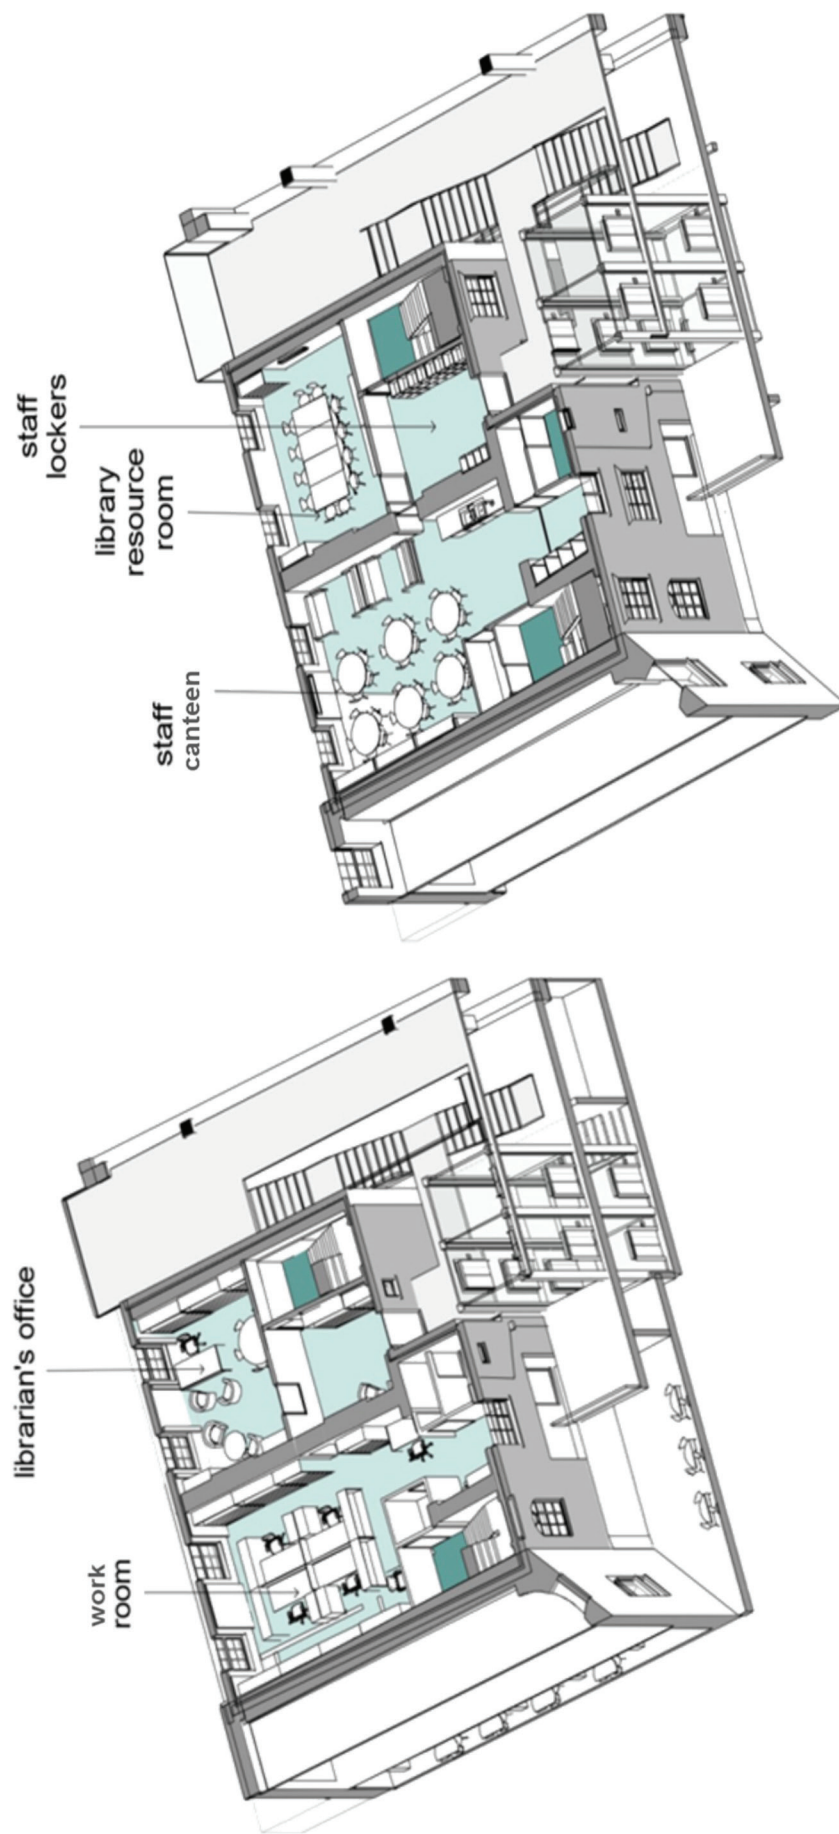 librarian's office
work
room
staff
lockers
library
resource
room
staff
canteen